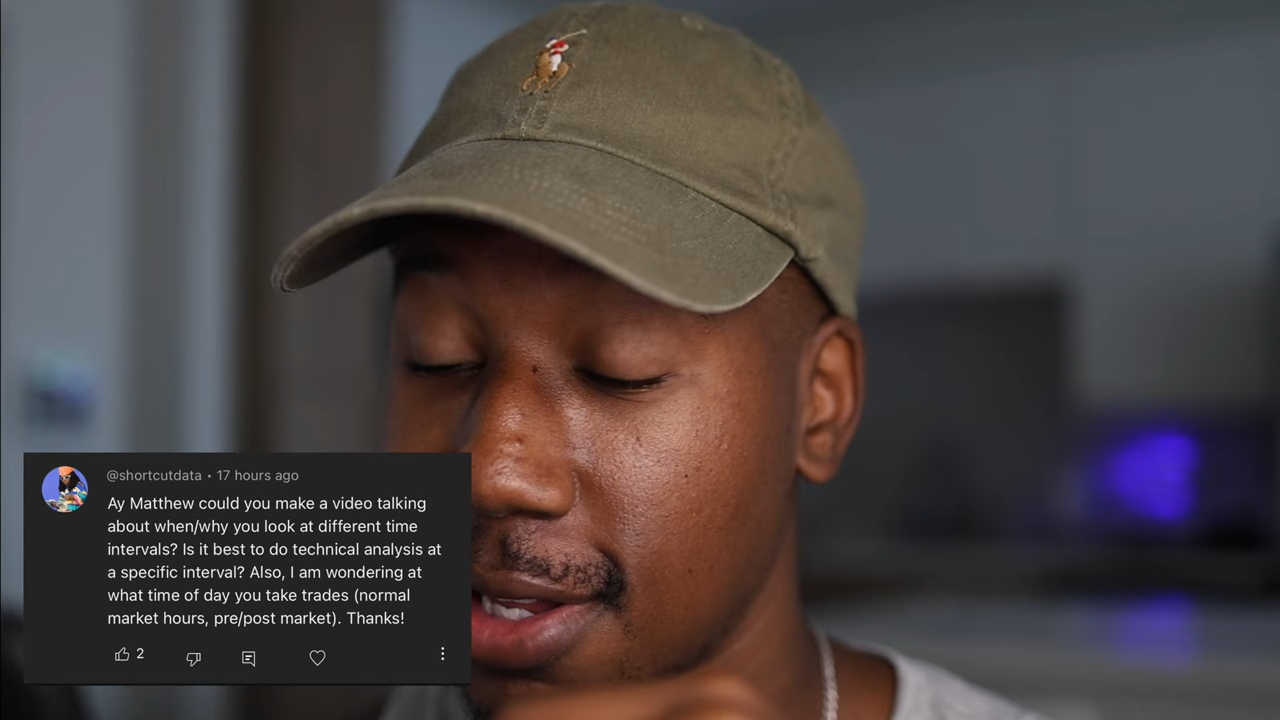 @shortcutdata • 17 hours ago
Ay Matthew could you make a video talking
about when/why you look at different time
intervals? Is it best to do technical analysis at
a specific interval? Also, I am wondering at
what time of day you take trades (normal
market hours, pre/post market). Thanks!
2